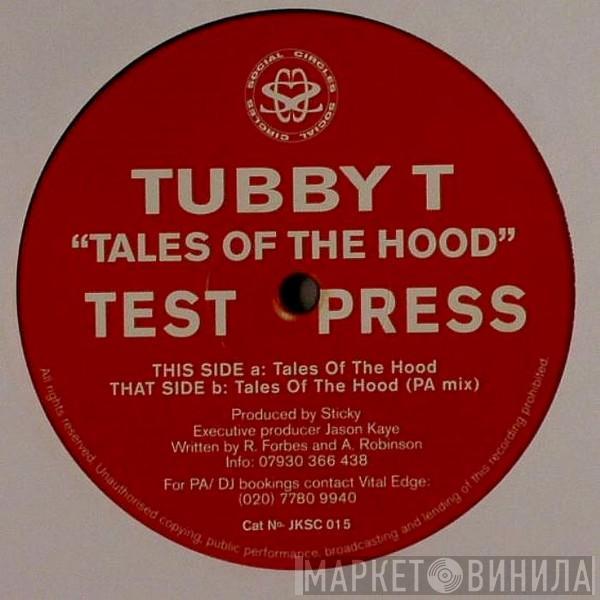 SOCIAL CIRCLES SOCIAL CIRCLES
TUBBY T
“TALES OF THE HOOD”
TEST PRESS
THIS SIDE a: Tales Of The Hood
THAT SIDE b: Tales Of The Hood (PA mix)
Produced by Sticky
Executive producer Jason Kaye
Written by R. Forbes and A. Robinson
Info: 07930 366 438
For PA/ DJ bookings contact Vital Edge:
(020) 7780 9940
Cat No. JKSC 015
All rights reserved. Unauthorised copying, public performance, broadcasting and lending of this recording prohibited.
МАРКЕТ ВИНИЛА